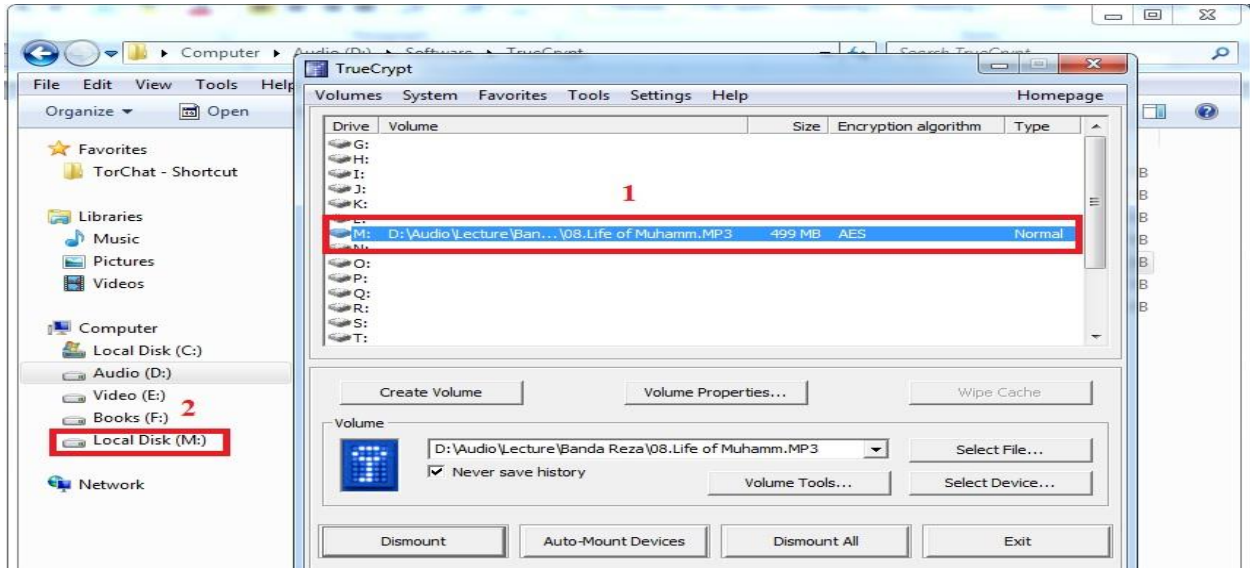 Computer
Audio (D:)
Software
TrueCrypt
Search TrueCrypt
File Edit View Tools Help
Organize
Open
Favorites
TorChat - Shortcut
Libraries
Music
Pictures
Videos
Computer
Local Disk (C:)
Audio (D:)
Video (E:)
Books (F:)
2
Local Disk (M:)
Network
TrueCrypt
Volumes System Favorites Tools Settings Help Homepage
Drive Volume Size Encryption algorithm Type
G:
H:
I:
J:
K:
1
L:
M: D:\Audio\Lecture\Ban...\08.Life of Muhamm.MP3 499 MB AES Normal
N:
O:
P:
Q:
R:
S:
T:
Create Volume
Volume Properties...
Wipe Cache
Volume
D:\Audio\Lecture\Banda Reza\08.Life of Muhamm.MP3
Select File...
Never save history
Volume Tools...
Select Device...
Dismount
Auto-Mount Devices
Dismount All
Exit
B
B
B
B
B
B
B